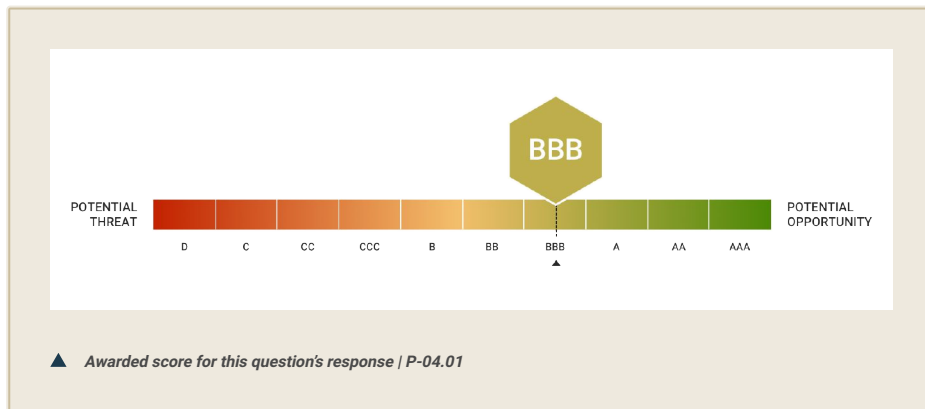 BBB
POTENTIAL
THREAT
POTENTIAL
OPPORTUNITY
D C CC CCC B BB BBB A AA AAA
Awarded score for this question's response | P-04.01